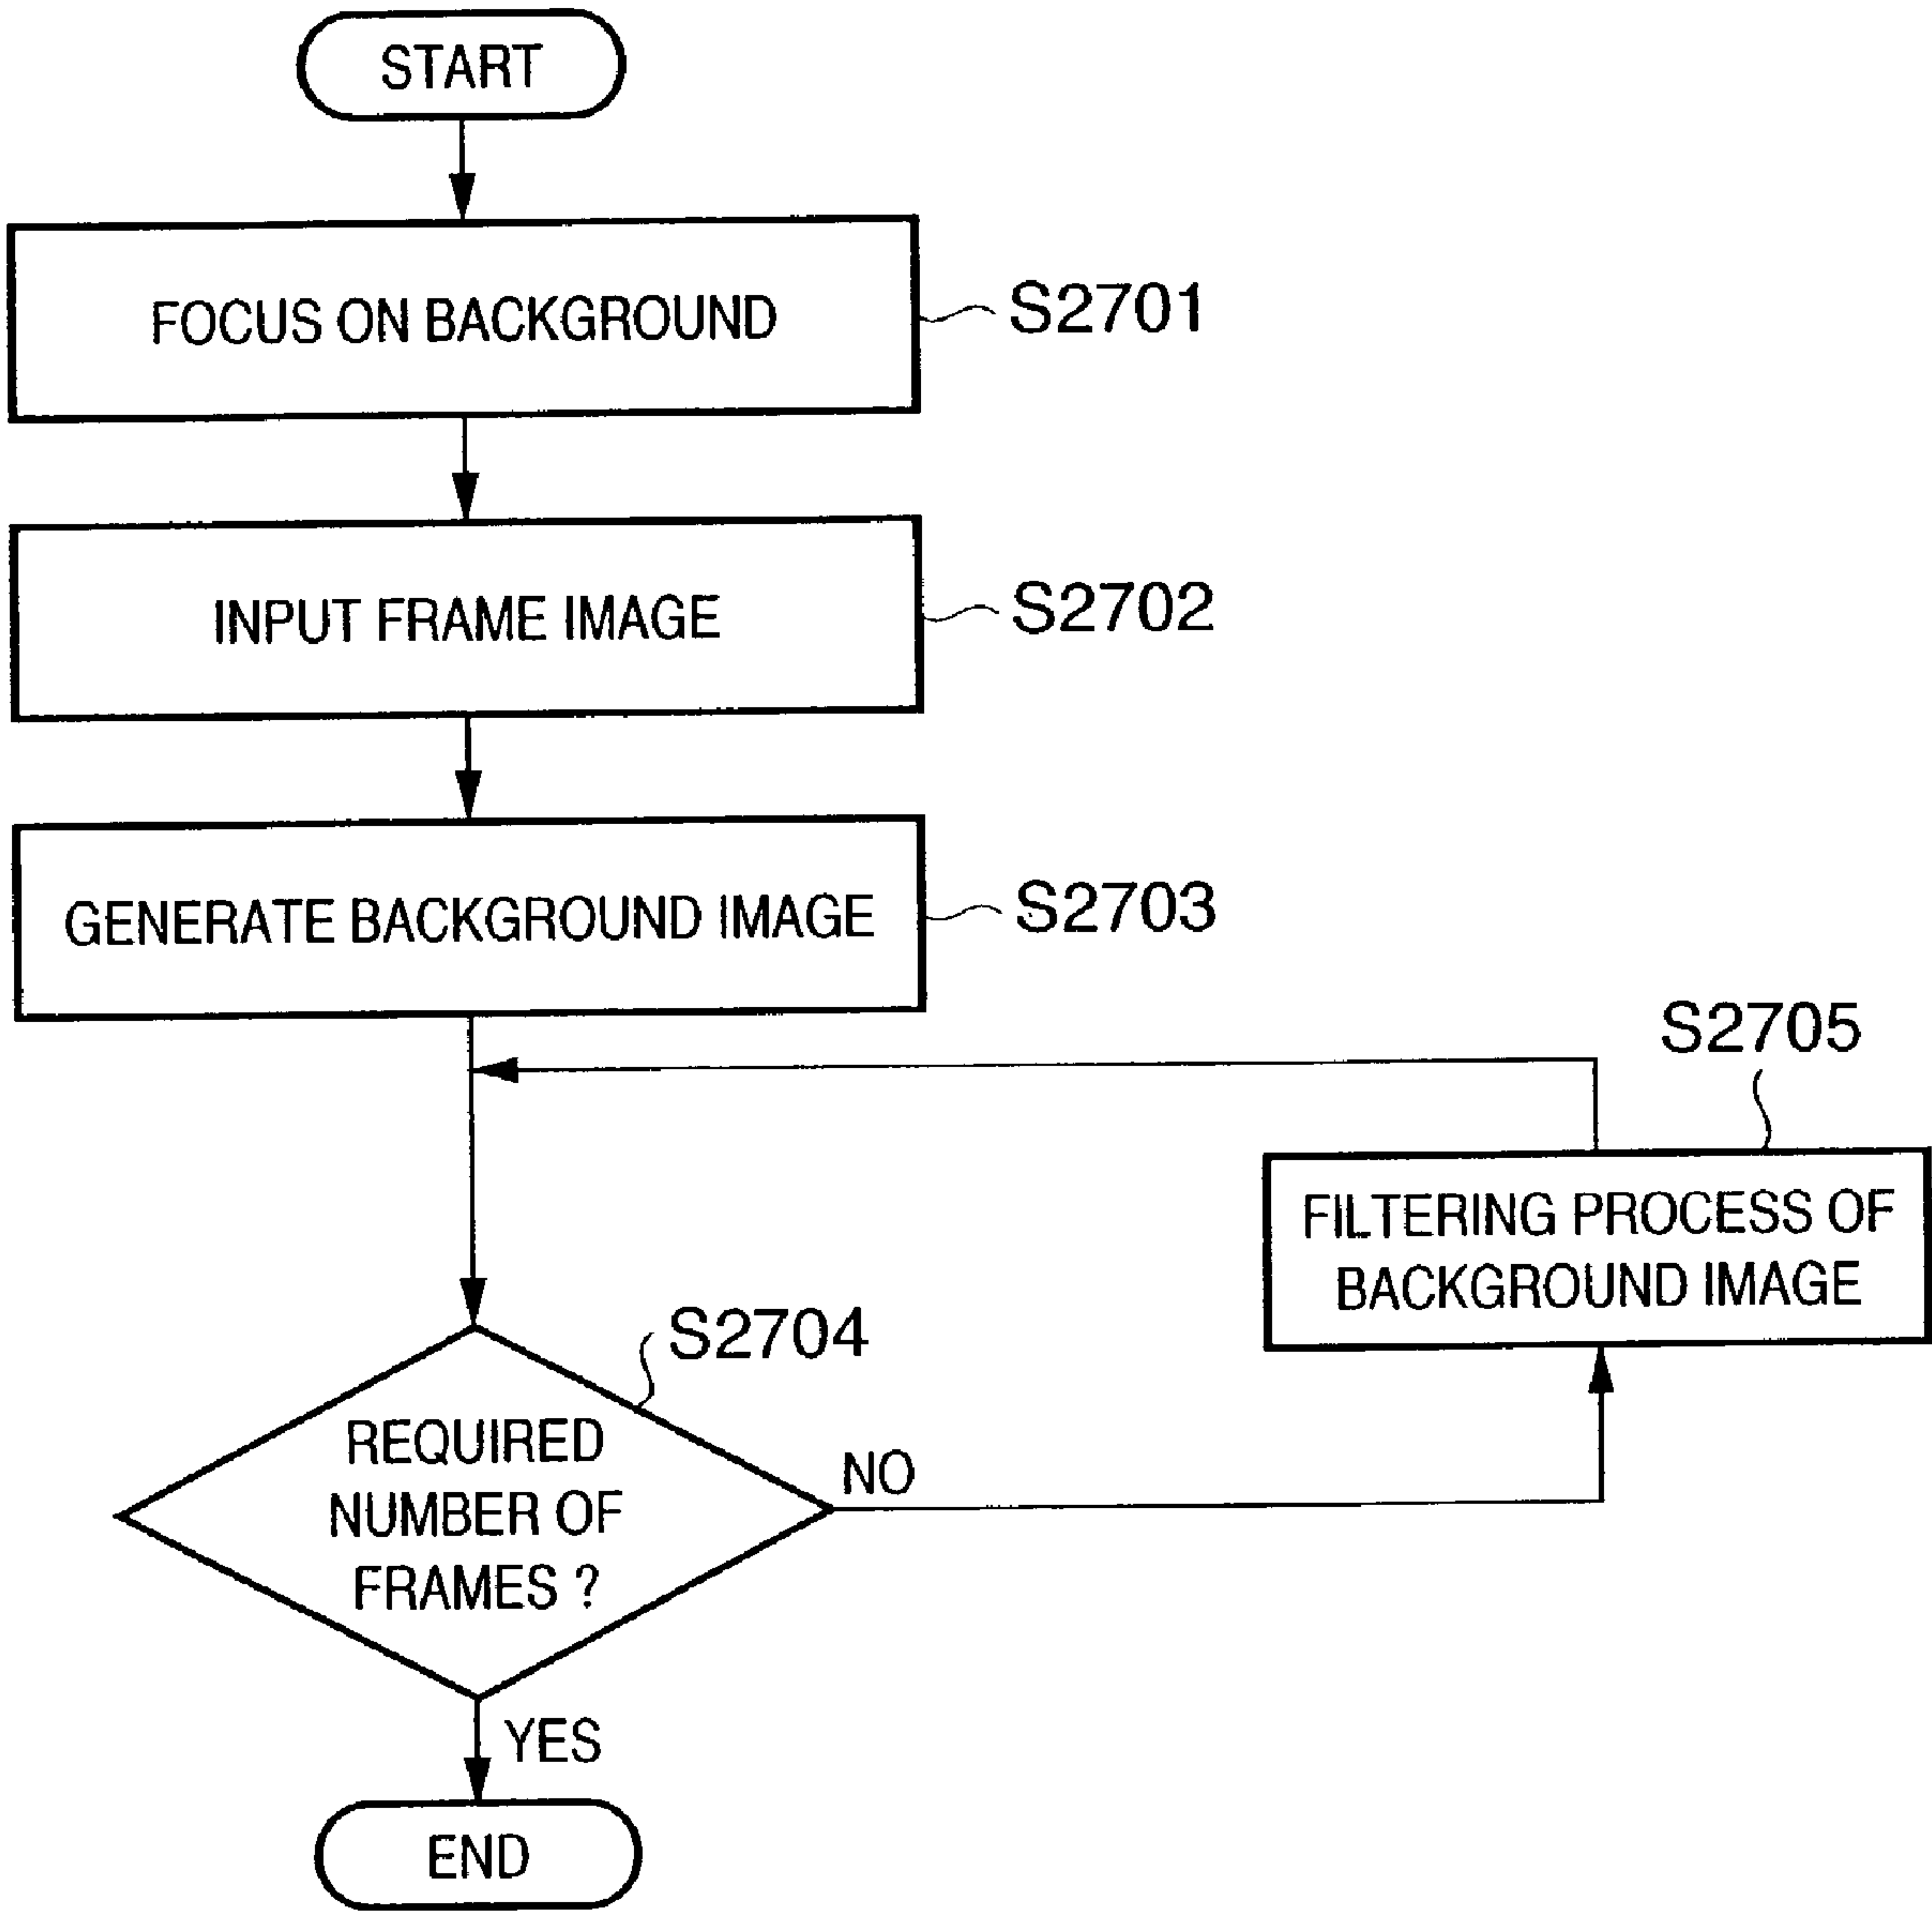 START
FOCUS ON BACKGROUND
S2701
INPUT FRAME IMAGE
S2702
GENERATE BACKGROUND IMAGE
S2703
S2705
FILTERING PROCESS OF
BACKGROUND IMAGE
S2704
REQUIRED
NUMBER OF
FRAMES ?
NO
YES
END